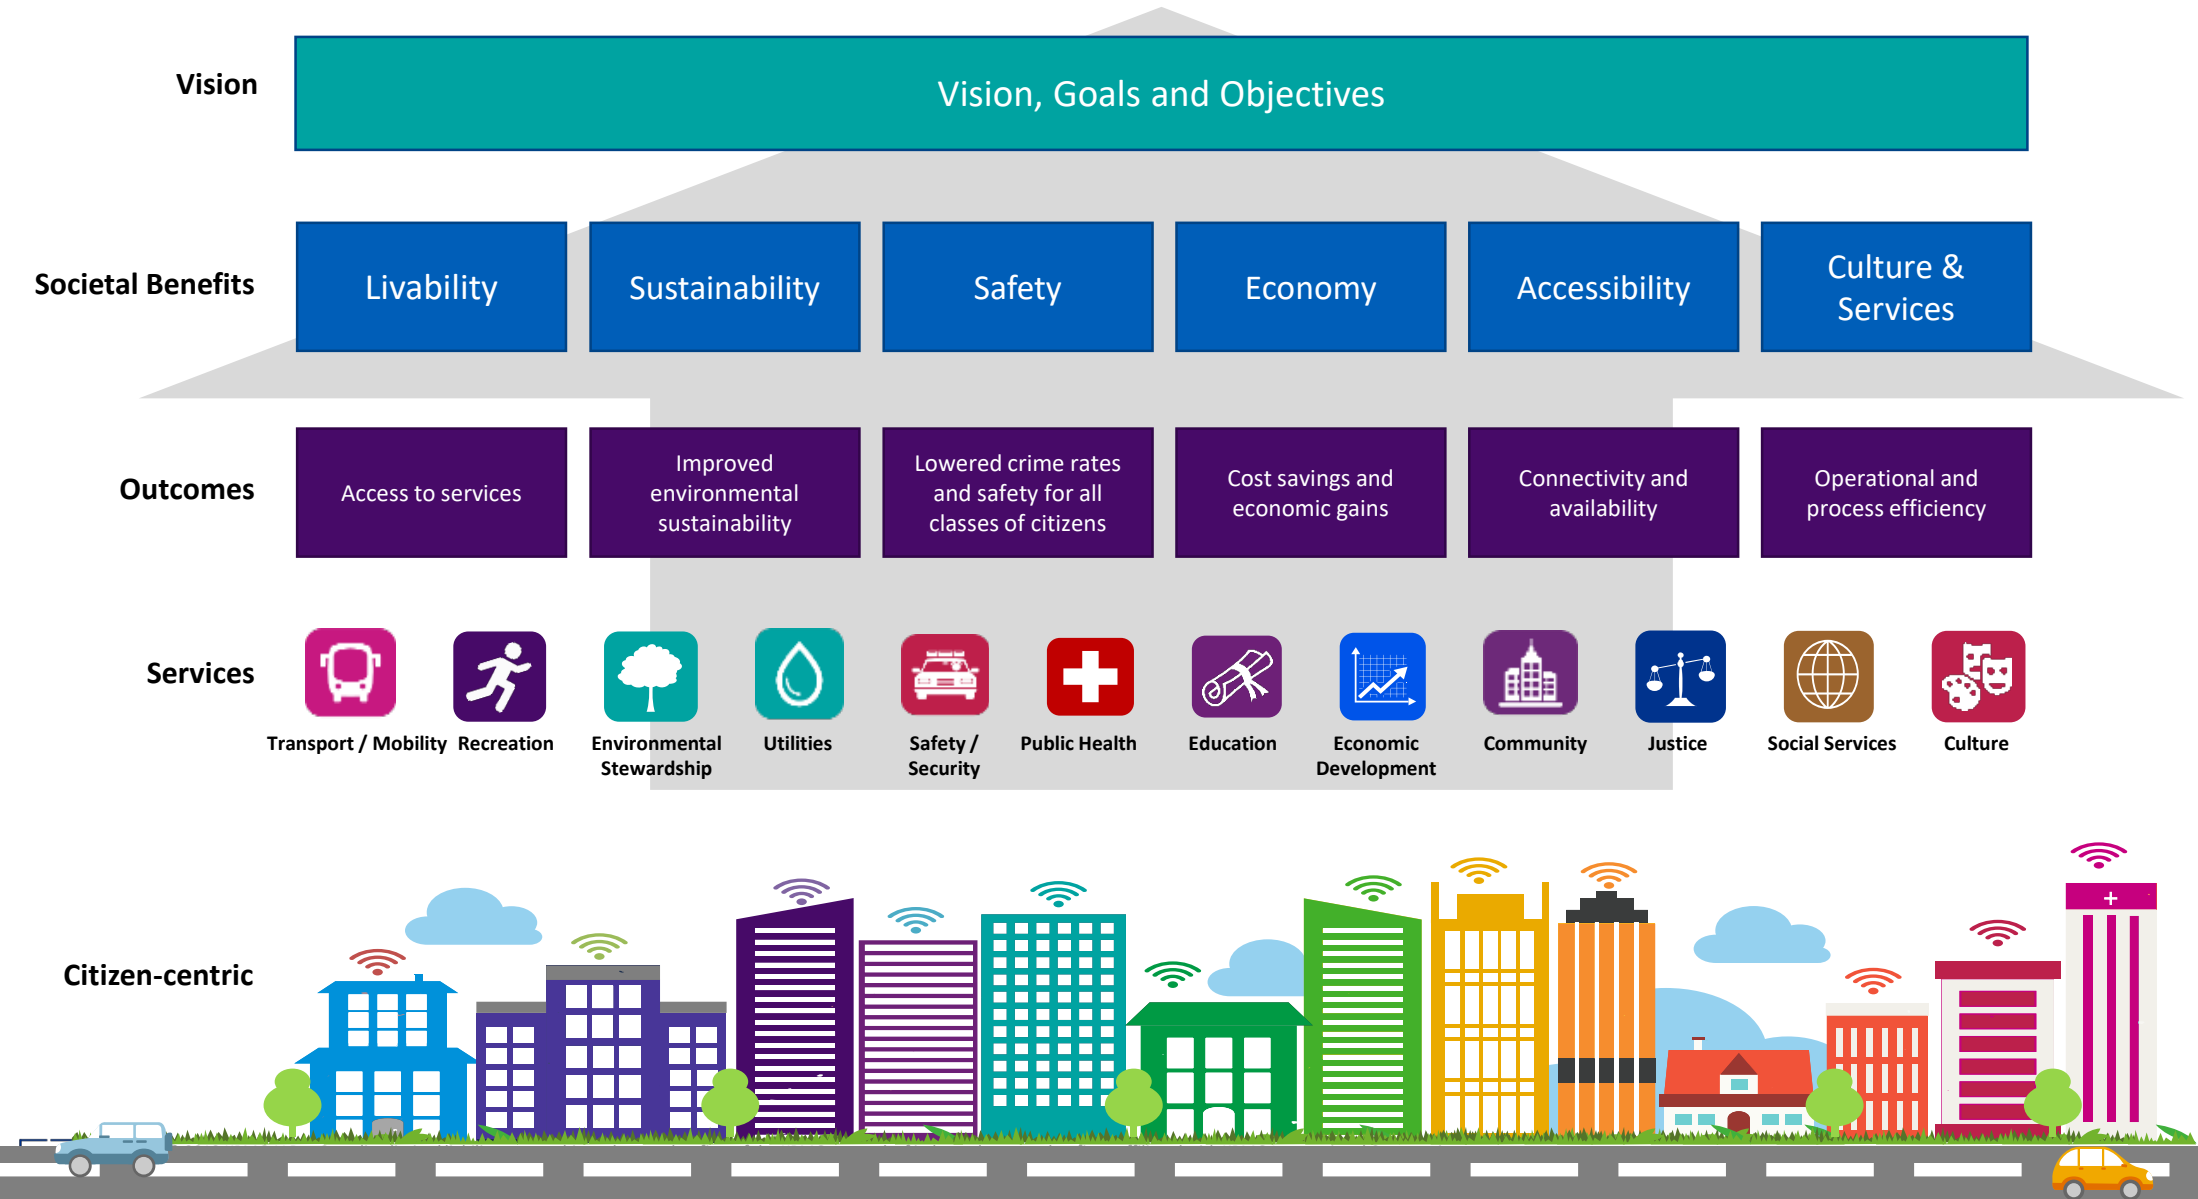 Vision
Vision, Goals and Objectives
Societal Benefits
Livability
Sustainability
Safety
Economy
Accessibility
Culture &
Services
Outcomes
Access to services
Improved
environmental
sustainability
Lowered crime rates
and safety for all
classes of citizens
Cost savings and
economic gains
Connectivity and
availability
Operational and
process efficiency
Services
Transport / Mobility
Recreation
Environmental
Stewardship
Utilities
Safety /
Security
Public Health
Education
Economic
Development
Community
Justice
Social Services
Culture
Citizen-centric